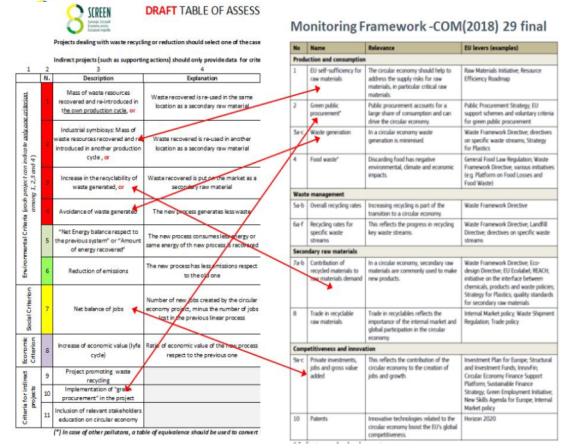 SCREEN
DRAFT TABLE OF ASSESS
Projects dealing with waste recycling or reduction should select one of the case
Indirect projects (such as supporting actions) should only provide data for crite
1 2 3 4
N. Description Explanation
Environmental Criteria (each project can indicate only one criterion among 1, 2, 3 and 4)
Mass of waste resources
recovered and re-introduced in
the own production cycle, or
Waste recovered is re-used in the same
location as a secondary raw material
Industrial symbiosys: Mass of
waste resources recovered and re-
introduced in another production
cycle, or
Waste recovered is re-used in another
location as a secondary raw material
Increase in the recyclability of
waste generated, or
Waste recovered is put on the market as a
secondary raw material
Avoidance of waste generated
The new process generates less waste
5
"Net Energy balance respect to
the previous system" or "Amount
of energy recovered"
The new process consumes less energy or
same energy of th new process is recovered
6
Reduction of emissions
The new process has less emissions respect
to the old one
Social Criterion
7
Net balance of jobs
Number of new jobs created by the circular
economy project, minus the number of jobs
lost in the previous linear process
Economic Criterion
8
Increase of economic value (lyfe
cycle)
Ratio of economic value of the new process
respect to the previous one
Criteria for indirect projects
9
Project promoting waste
recycling
10
Implementation of "green
procurement" in the project
11
Inclusion of relevant stakeholders
education on circular economy
(*) In case of other pollutans, a table of equivalence should be used to convert
Monitoring Framework -COM(2018) 29 final
No Name Relevance EU levers (examples)
Production and consumption
1
EU self-sufficiency for
raw materials
The circular economy should help to
address the supply risks for raw
materials, in particular critical raw
materials.
Raw Materials Initiative; Resource
Efficiency Roadmap
2
Green public
procurement*
Public procurement accounts for a
large share of consumption and can
drive the circular economy.
Public Procurement Strategy; EU
support schemes and voluntary criteria
for green public procurement
3a-c
Waste generation
In a circular economy waste
generation is minimised
Waste Framework Directive; directives
on specific waste streams; Strategy
for Plastics
4
Food waste*
Discarding food has negative
environmental, climate and economic
impacts.
General Food Law Regulation; Waste
Framework Directive; various initiatives
(e.g. Platform on Food Losses and
Food Waste)
Waste management
5a-b
Overall recycling rates
Increasing recycling is part of the
transition to a circular economy.
Waste Framework Directive
6a-f
Recycling rates for
specific waste
streams
This reflects the progress in recycling
key waste streams.
Waste Framework Directive; Landfill
Directive; directives on specific waste
streams
Secondary raw materials
7a-b
Contribution of
recycled materials to
raw materials demand
In a circular economy, secondary raw
materials are commonly used to make
new products.
Waste Framework Directive; Eco-
design Directive; EU Ecolabel; REACH;
initiative on the interface between
chemicals, products and waste policies;
Strategy for Plastics; quality standards
for secondary raw materials
8
Trade in recyclable
raw materials
Trade in recyclables reflects the
importance of the internal market and
global participation in the circular
economy
Internal Market policy; Waste Shipment
Regulation; Trade policy
Competitiveness and innovation
9a-c
Private investments,
jobs and gross value
added
This reflects the contribution of the
circular economy to the creation of
jobs and growth.
Investment Plan for Europe; Structural
and Investment Funds; InnovFin;
Circular Economy Finance Support
Platform; Sustainable Finance
Strategy; Green Employment Initiative;
New Skills Agenda for Europe; Internal
Market policy
10
Patents
Innovative technologies related to the
circular economy boost the EU's global
competitiveness.
Horizon 2020